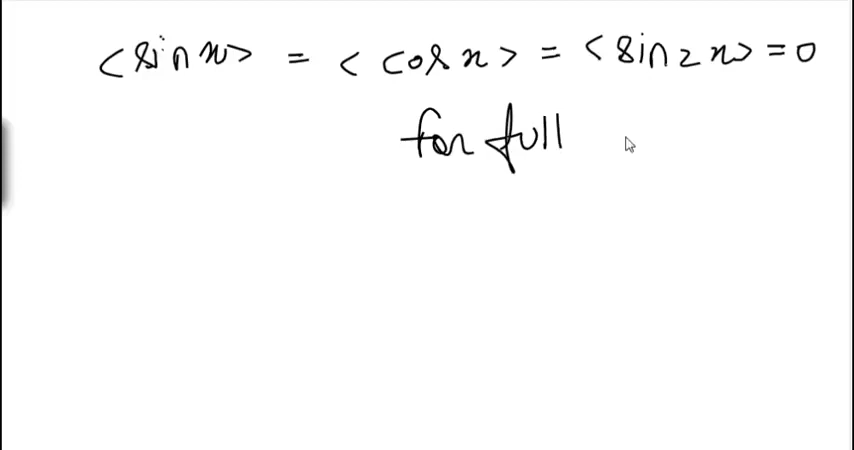 <sin x> = <cos x> = <sin 2x> = 0
for full